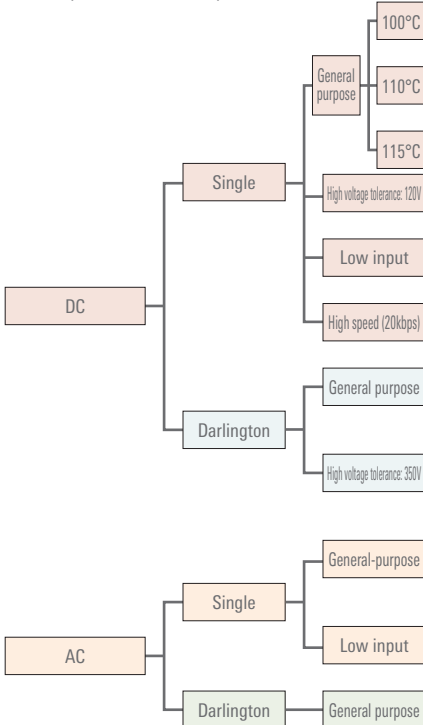 100°C
General
purpose
110°C
115°C
Single
High voltage tolerance: 120V
Low input
DC
High speed (20kbps)
General purpose
Darlington
High voltage tolerance: 350V
General-purpose
Single
Low input
AC
Darlington
General purpose